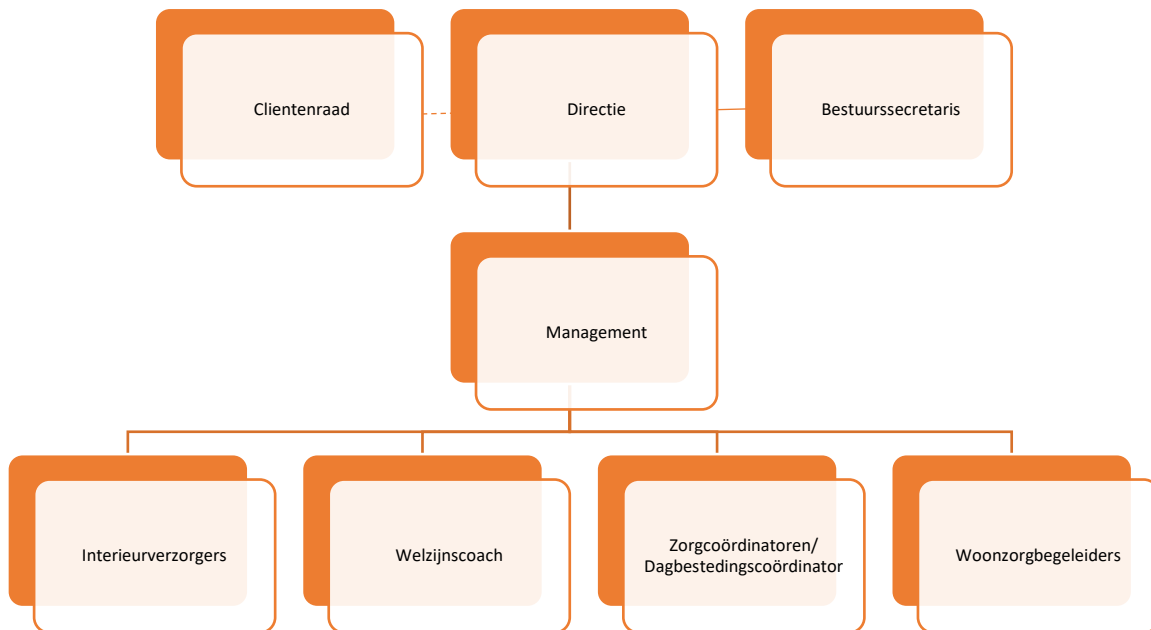 Clientenraad
Directie
Bestuurssecretaris
Management
Interieurverzorgers
Welzijnscoach
Zorgcoördinatoren/
Dagbestedingscoördinator
Woonzorgbegeleiders